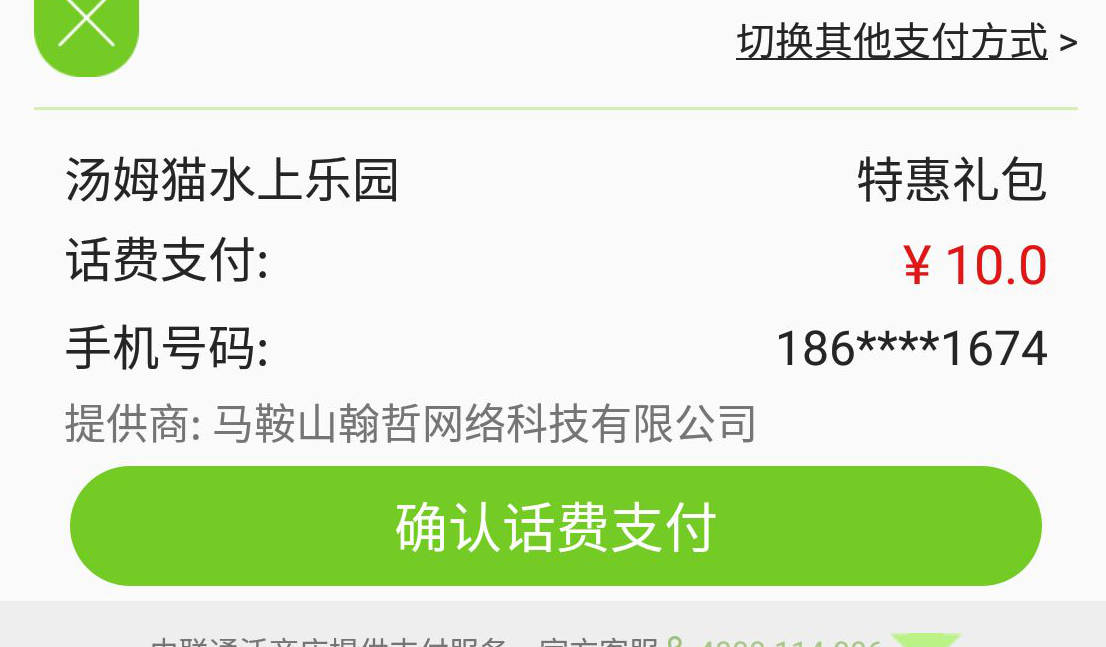 切换其他支付方式 >
汤姆猫水上乐园 特惠礼包
话费支付: ¥ 10.0
手机号码: 186****1674
提供商: 马鞍山翰哲网络科技有限公司
确认话费支付